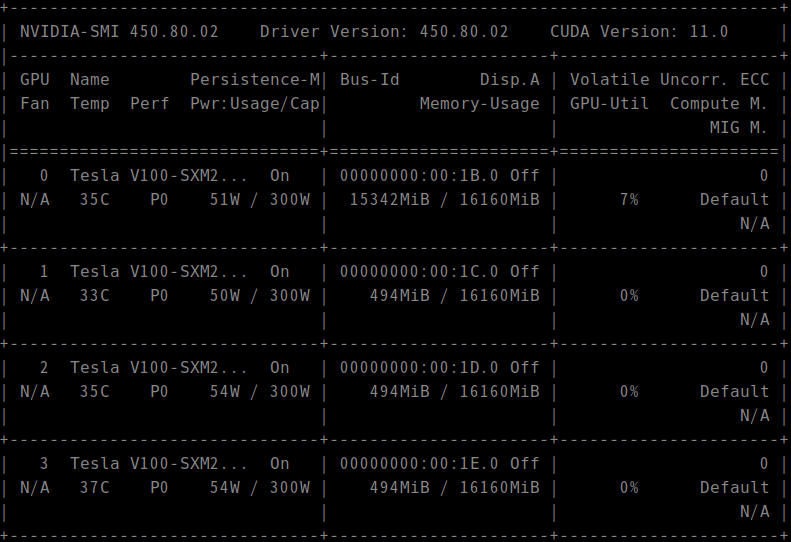 +-----------------------------------------------------------------------------+
| NVIDIA-SMI 450.80.02    Driver Version: 450.80.02    CUDA Version: 11.0     |
|-------------------------------+----------------------+----------------------+
| GPU  Name        Persistence-M| Bus-Id        Disp.A | Volatile Uncorr. ECC |
| Fan  Temp  Perf  Pwr:Usage/Cap|         Memory-Usage | GPU-Util  Compute M. |
|                               |                      |               MIG M. |
|===============================+======================+======================|
|   0  Tesla V100-SXM2...  On   | 00000000:00:1B.0 Off |                    0 |
| N/A   35C    P0    51W / 300W |  15342MiB / 16160MiB |      7%      Default |
|                               |                      |                  N/A |
+-------------------------------+----------------------+----------------------+
|   1  Tesla V100-SXM2...  On   | 00000000:00:1C.0 Off |                    0 |
| N/A   33C    P0    50W / 300W |    494MiB / 16160MiB |      0%      Default |
|                               |                      |                  N/A |
+-------------------------------+----------------------+----------------------+
|   2  Tesla V100-SXM2...  On   | 00000000:00:1D.0 Off |                    0 |
| N/A   35C    P0    54W / 300W |    494MiB / 16160MiB |      0%      Default |
|                               |                      |                  N/A |
+-------------------------------+----------------------+----------------------+
|   3  Tesla V100-SXM2...  On   | 00000000:00:1E.0 Off |                    0 |
| N/A   37C    P0    54W / 300W |    494MiB / 16160MiB |      0%      Default |
|                               |                      |                  N/A |
+-------------------------------+----------------------+----------------------+